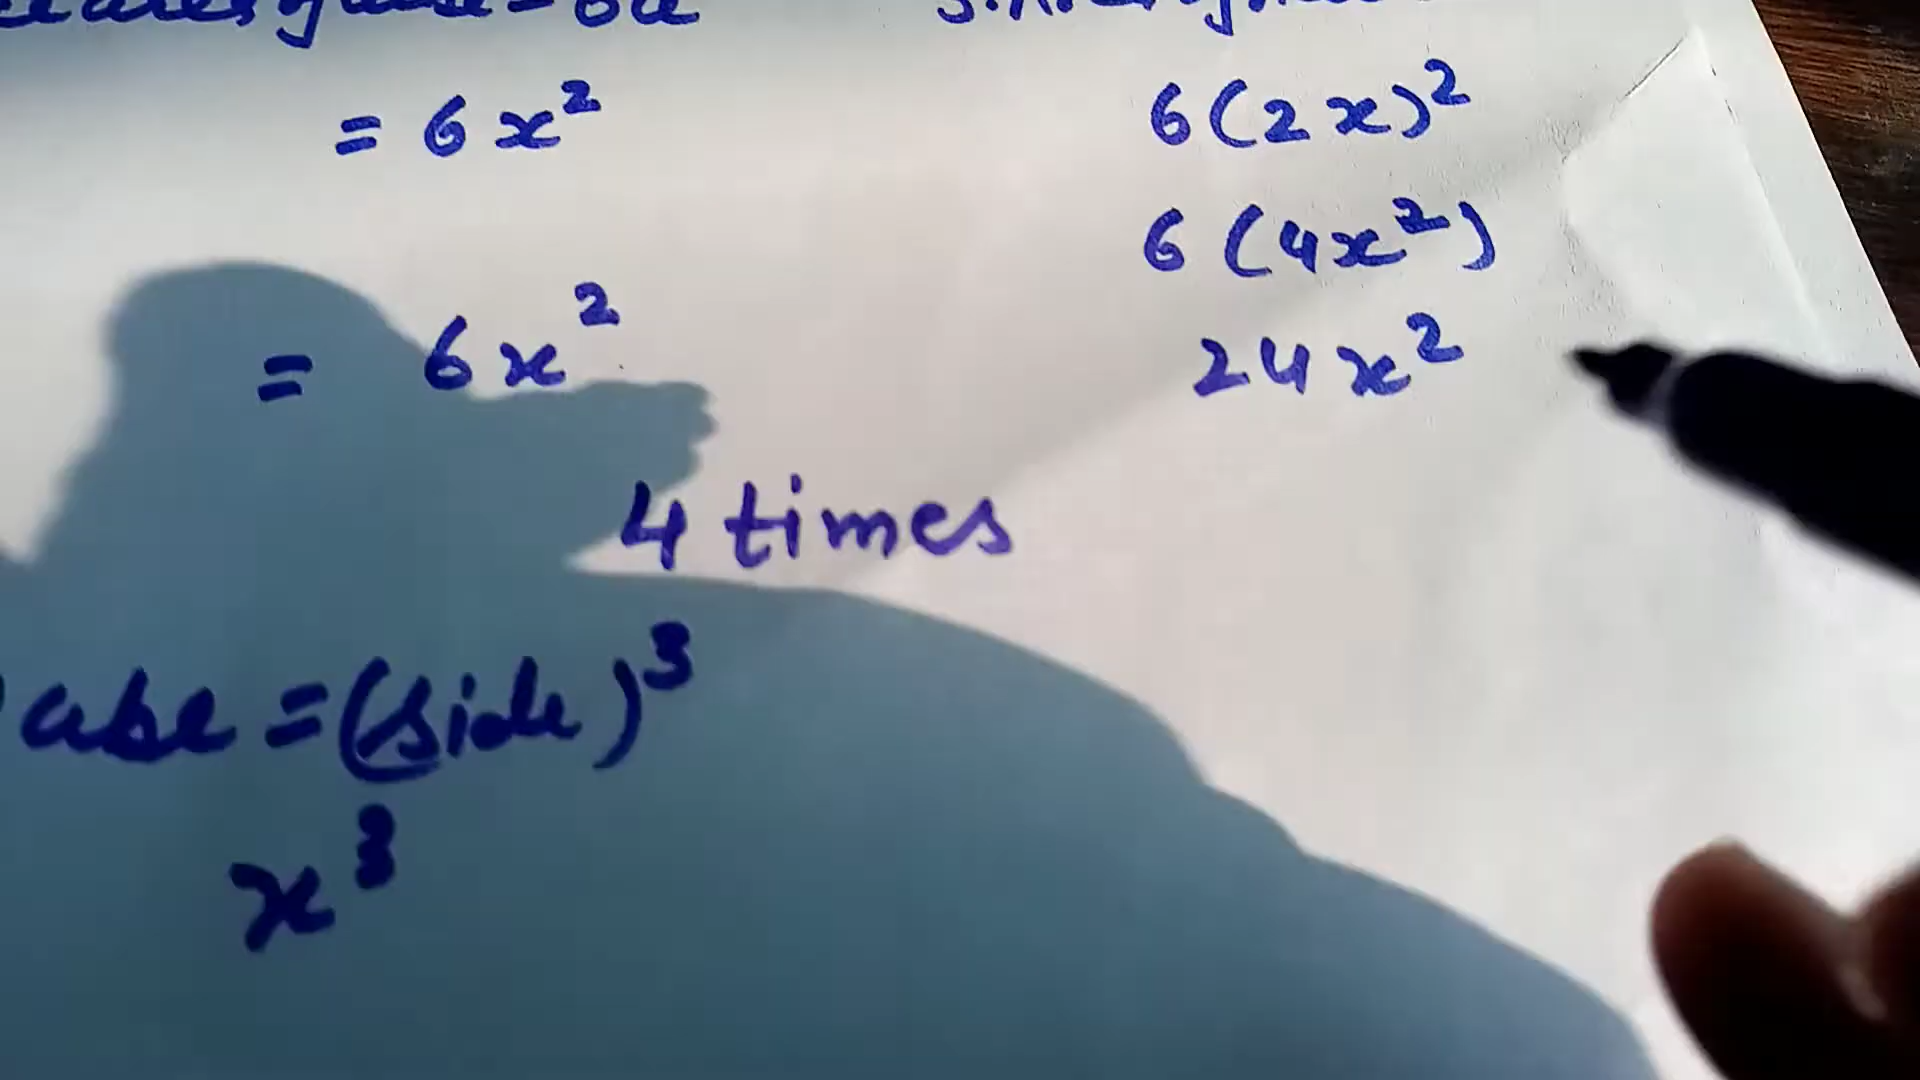 = 6x²
6(2x)²
6(4x²)
= 6x²
24x²
4 times
= (side)³
x³